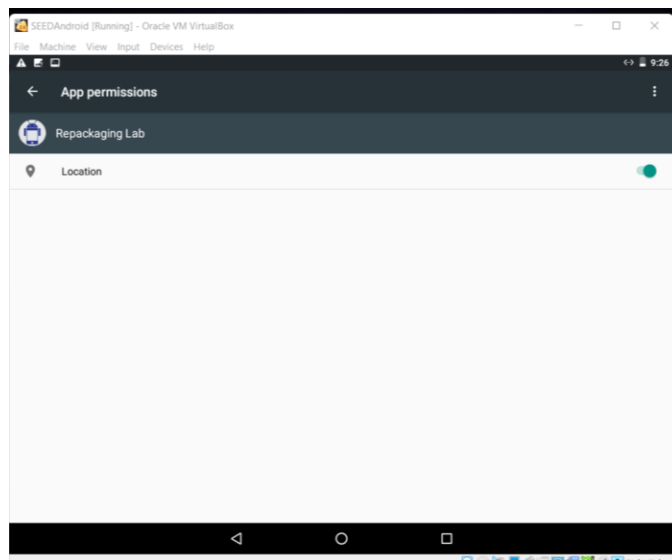 SEEDAndroid [Running] - Oracle VM VirtualBox
File Machine View Input Devices Help
9:26
App permissions
Repackaging Lab
Location